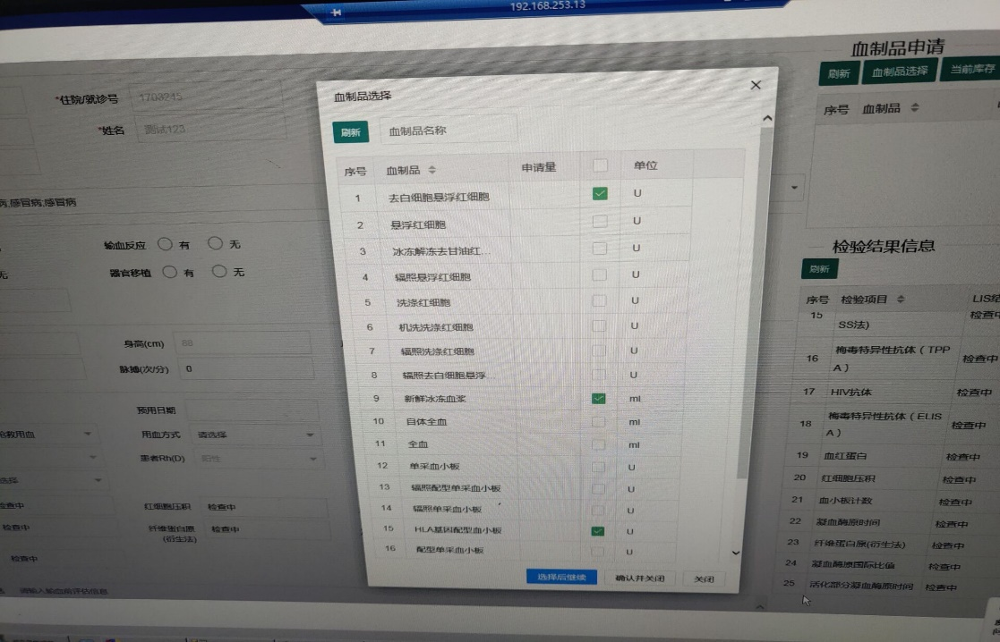 192.168.253.13
血制品申请
刷新 血制品选择 当前库存
序号 血制品
*住院/就诊号 1703245
*姓名 测试123
病,感冒病,感冒病
输血反应 有 无
无 器官移植 有 无
身高(cm) 88
脉搏(次/分) 0
预用日期
抢救用血 用血方式 请选择
患者Rh(D) 阳性
选择
检查中 红细胞压积 检查中
检查中 纤维蛋白原 检查中
(衍生法)
检查中
请输入输血前评估信息
血制品选择
刷新 血制品名称
序号 血制品 申请量 单位
1 去白细胞悬浮红细胞 U
2 悬浮红细胞 U
3 冰冻解冻去甘油红... U
4 辐照悬浮红细胞 U
5 洗涤红细胞 U
6 机洗洗涤红细胞 U
7 辐照洗涤红细胞 U
8 辐照去白细胞悬浮... U
9 新鲜冰冻血浆 ml
10 自体全血 ml
11 全血 ml
12 单采血小板 U
13 辐照配型单采血小板 U
14 辐照单采血小板 U
15 HLA基因配型血小板 U
16 配型单采血小板 U
选择后继续 确认并关闭 关闭
检验结果信息
刷新
序号 检验项目 LIS结
15 SS法) 检查中
16 梅毒特异性抗体（TPP 检查中
A）
17 HIV抗体 检查中
18 梅毒特异性抗体（ELIS 检查中
A）
19 血红蛋白 检查中
20 红细胞压积 检查中
21 血小板计数 检查中
22 凝血酶原时间 检查中
23 纤维蛋白原(衍生法) 检查中
24 凝血酶原国际比值 检查中
25 活化部分凝血酶原时间 检查中